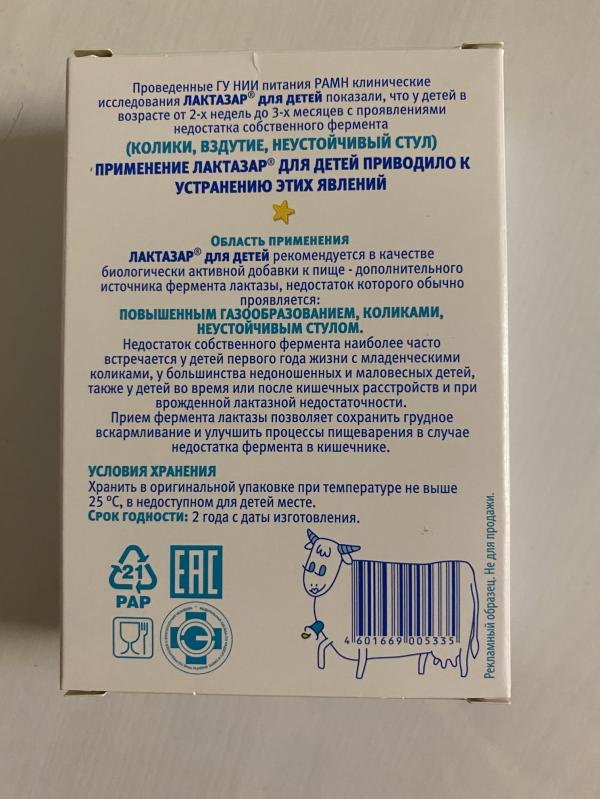 Проведенные ГУ НИИ питания РАМН клинические
исследования ЛАКТАЗАР® ДЛЯ ДЕТЕЙ показали, что у детей в
возрасте от 2-х недель до 3-х месяцев с проявлениями
недостатка собственного фермента
(КОЛИКИ, ВЗДУТИЕ, НЕУСТОЙЧИВЫЙ СТУЛ)
ПРИМЕНЕНИЕ ЛАКТАЗАР® ДЛЯ ДЕТЕЙ ПРИВОДИЛО К
УСТРАНЕНИЮ ЭТИХ ЯВЛЕНИЙ
ОБЛАСТЬ ПРИМЕНЕНИЯ
ЛАКТАЗАР® ДЛЯ ДЕТЕЙ рекомендуется в качестве
биологически активной добавки к пище - дополнительного
источника фермента лактазы, недостаток которого обычно
проявляется:
ПОВЫШЕННЫМ ГАЗООБРАЗОВАНИЕМ, КОЛИКАМИ,
НЕУСТОЙЧИВЫМ СТУЛОМ.
Недостаток собственного фермента наиболее часто
встречается у детей первого года жизни с младенческими
коликами, у большинства недоношенных и маловесных детей,
также у детей во время или после кишечных расстройств и при
врожденной лактазной недостаточности.
Прием фермента лактазы позволяет сохранить грудное
вскармливание и улучшить процессы пищеварения в случае
недостатка фермента в кишечнике.
УСЛОВИЯ ХРАНЕНИЯ
Хранить в оригинальной упаковке при температуре не выше
25 °С, в недоступном для детей месте.
СРОК ГОДНОСТИ: 2 года с даты изготовления.
21
PAP
ЕАС
4 601669 005335
Рекламный образец. Не для продажи.